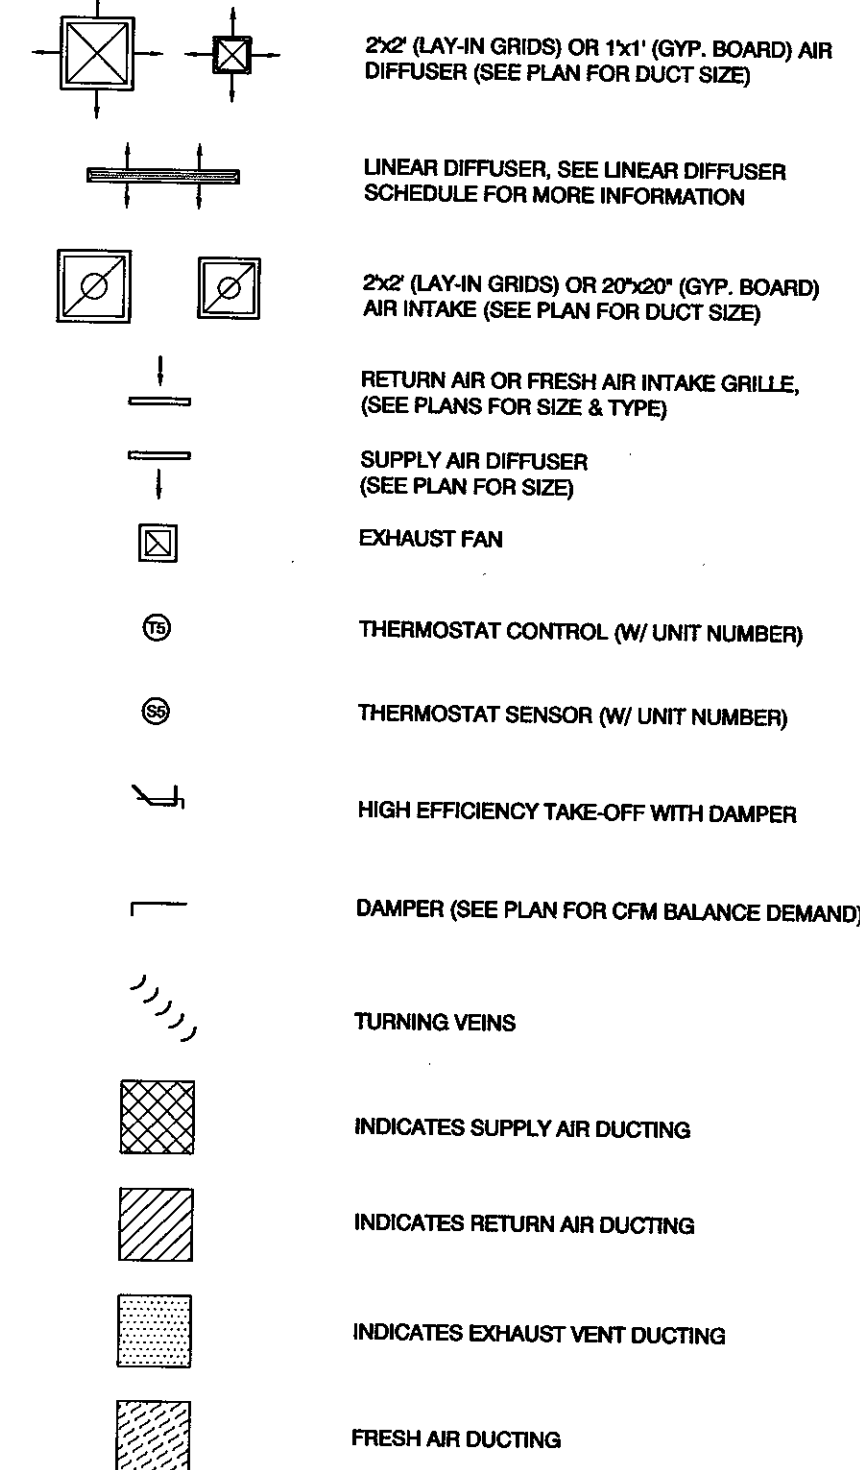 2'x2' (LAY-IN GRIDS) OR 1'x1' (GYP. BOARD) AIR
DIFFUSER (SEE PLAN FOR DUCT SIZE)
LINEAR DIFFUSER, SEE LINEAR DIFFUSER
SCHEDULE FOR MORE INFORMATION
2'x2' (LAY-IN GRIDS) OR 20"x20" (GYP. BOARD)
AIR INTAKE (SEE PLAN FOR DUCT SIZE)
RETURN AIR OR FRESH AIR INTAKE GRILLE,
(SEE PLANS FOR SIZE & TYPE)
SUPPLY AIR DIFFUSER
(SEE PLAN FOR SIZE)
EXHAUST FAN
T5 THERMOSTAT CONTROL (W/ UNIT NUMBER)
S5 THERMOSTAT SENSOR (W/ UNIT NUMBER)
HIGH EFFICIENCY TAKE-OFF WITH DAMPER
DAMPER (SEE PLAN FOR CFM BALANCE DEMAND)
TURNING VEINS
INDICATES SUPPLY AIR DUCTING
INDICATES RETURN AIR DUCTING
INDICATES EXHAUST VENT DUCTING
FRESH AIR DUCTING